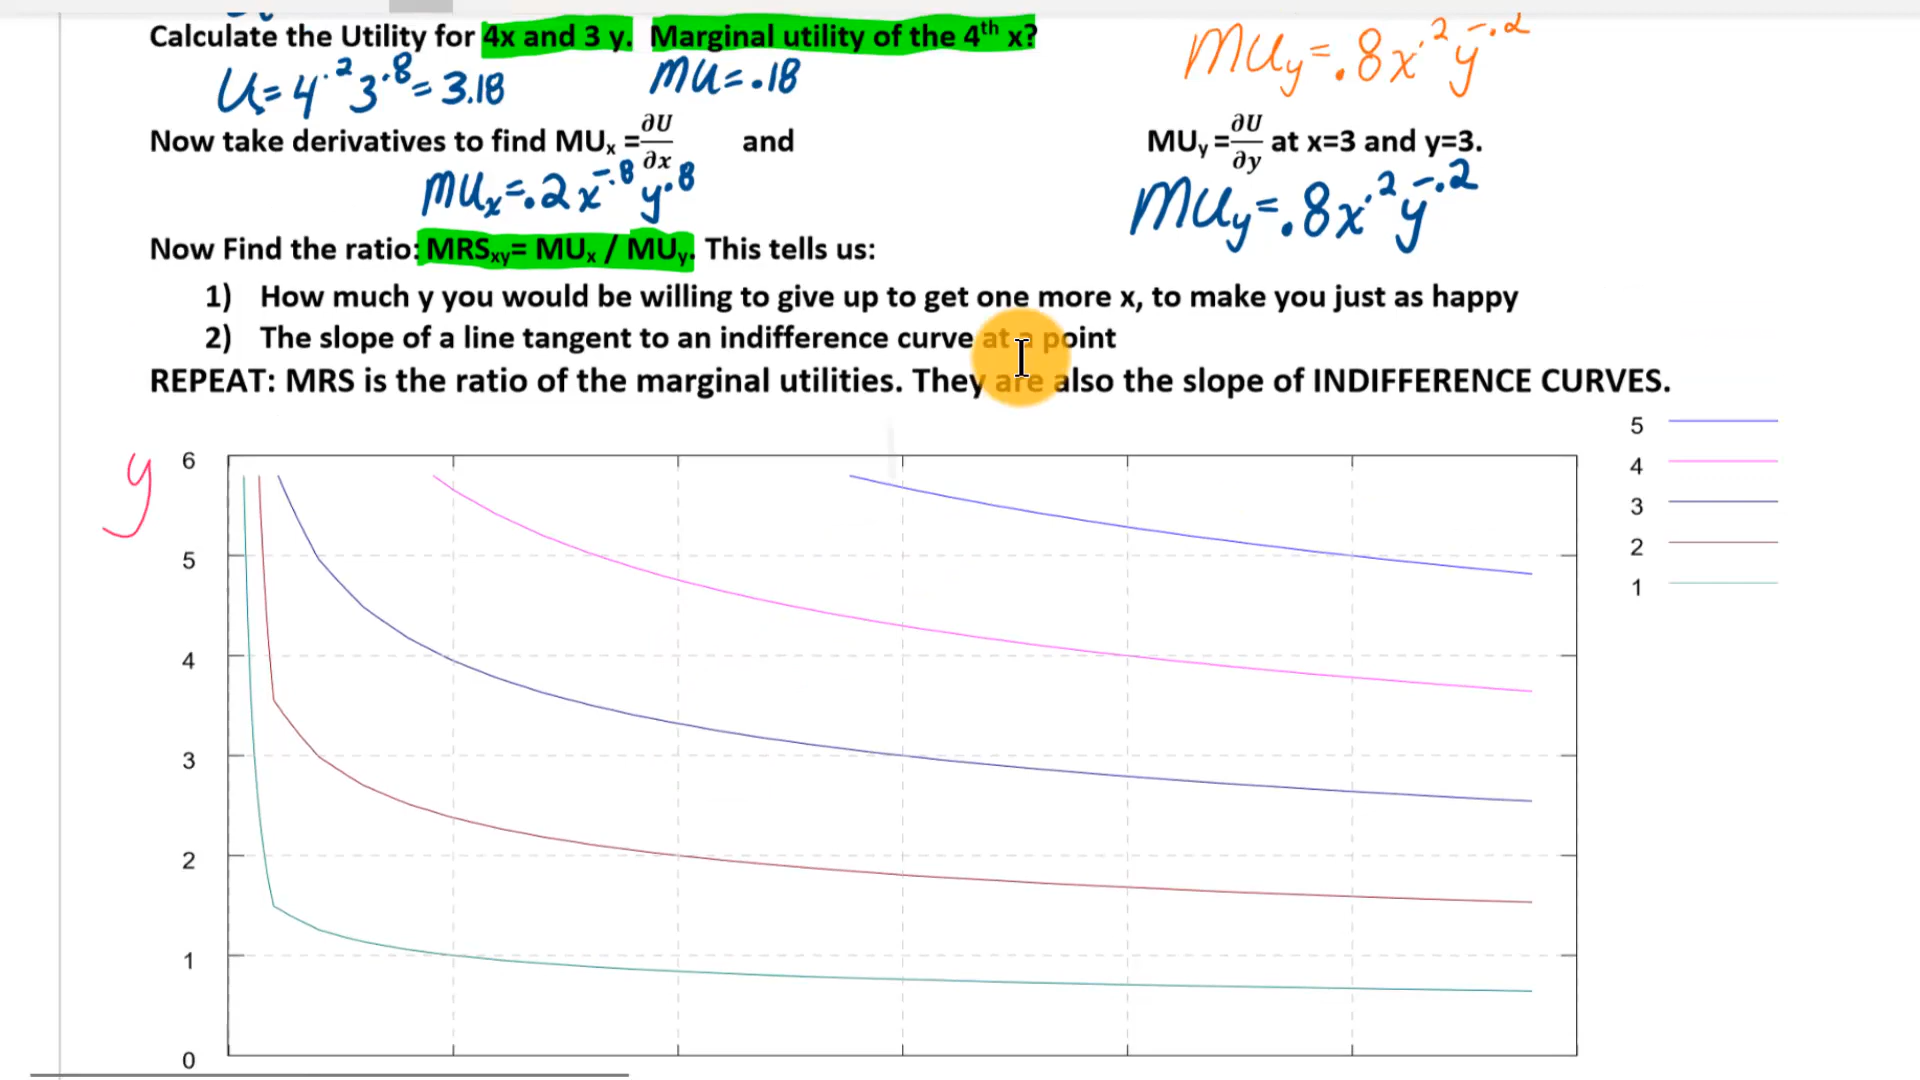 Calculate the Utility for 4x and 3 y. Marginal utility of the 4th x?
MUy=.8x^.2y^-.2
U=4^.2 3^.8=3.18 MU=.18
Now take derivatives to find MUx =∂U/∂x and MUy =∂U/∂y at x=3 and y=3.
MUx=.2x^-.8 y^.8 MUy=.8x^.2y^-.2
Now Find the ratio: MRSxy= MUx / MUy. This tells us:
1) How much y you would be willing to give up to get one more x, to make you just as happy
2) The slope of a line tangent to an indifference curve at a point
REPEAT: MRS is the ratio of the marginal utilities. They are also the slope of INDIFFERENCE CURVES.
5
4
3
2
1
y
6
5
4
3
2
1
0